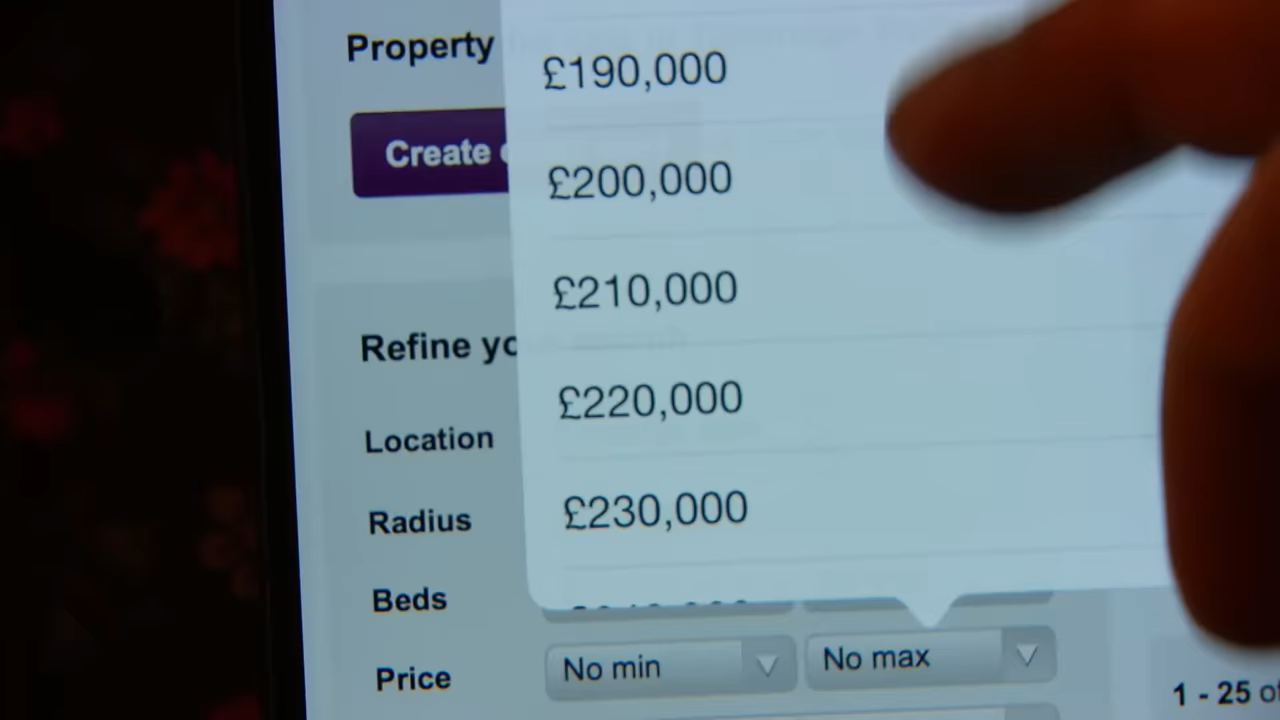 Property
£190,000
Create
£200,000
£210,000
Refine yo
£220,000
Location
£230,000
Radius
Beds
Price
No min
No max
1 - 25 of